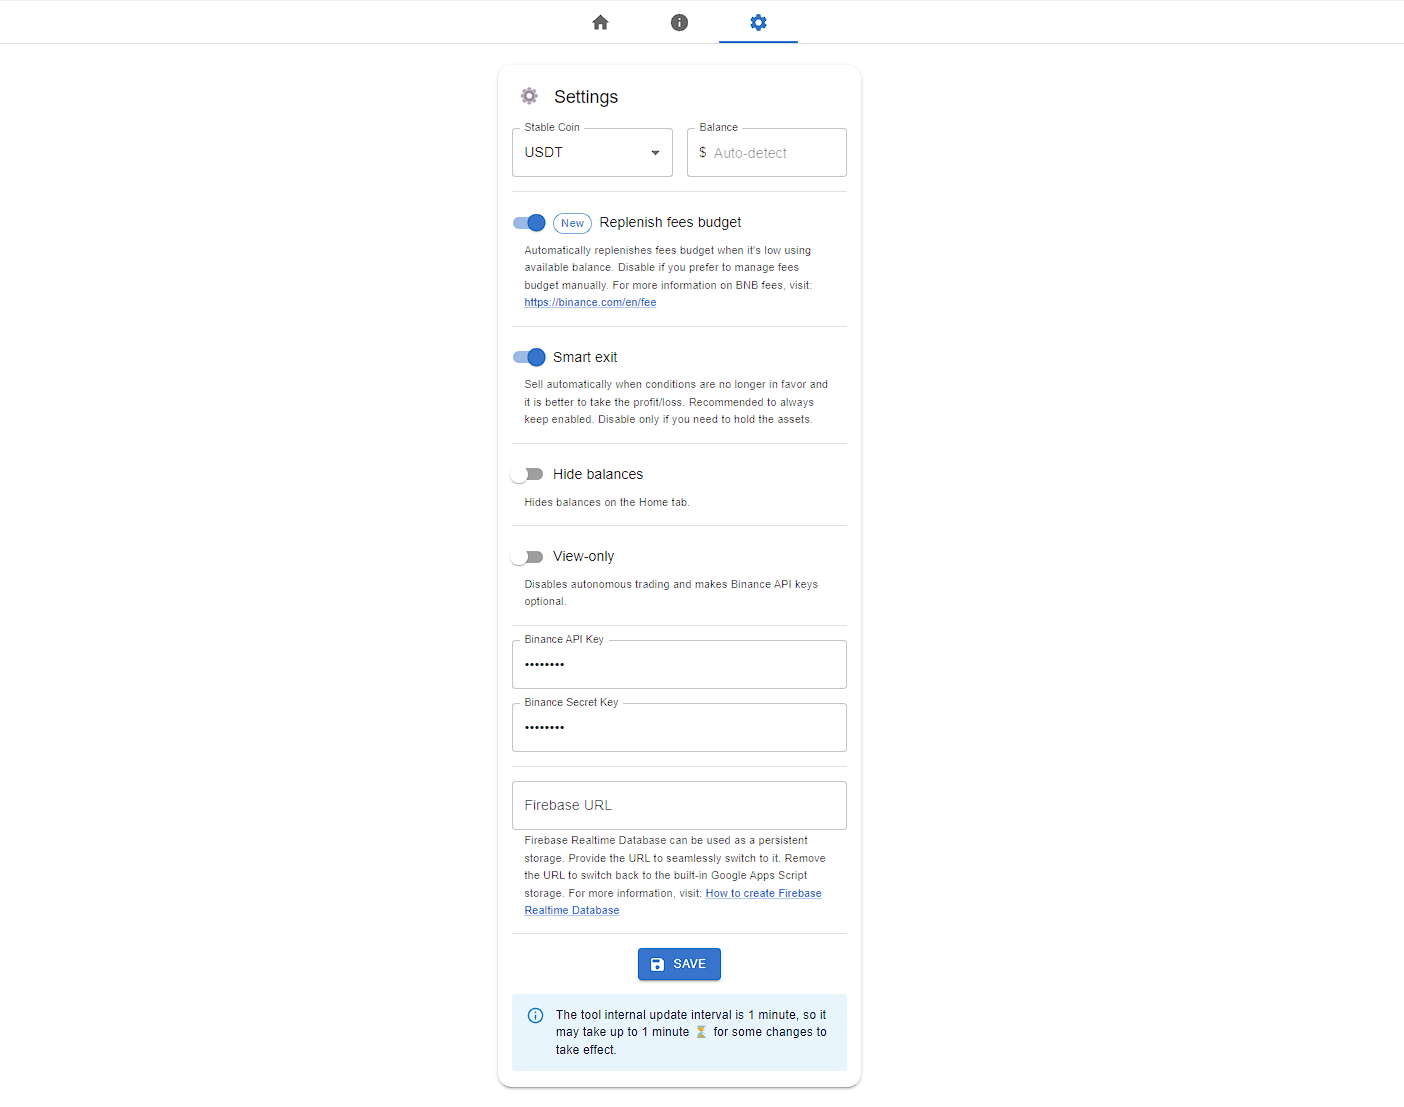 Settings
Stable Coin
USDT
Balance
$ Auto-detect
New Replenish fees budget
Automatically replenishes fees budget when it's low using
available balance. Disable if you prefer to manage fees
budget manually. For more information on BNB fees, visit:
https://binance.com/en/fee
Smart exit
Sell automatically when conditions are no longer in favor and
it is better to take the profit/loss. Recommended to always
keep enabled. Disable only if you need to hold the assets.
Hide balances
Hides balances on the Home tab.
View-only
Disables autonomous trading and makes Binance API keys
optional.
Binance API Key
••••••••
Binance Secret Key
••••••••
Firebase URL
Firebase Realtime Database can be used as a persistent
storage. Provide the URL to seamlessly switch to it. Remove
the URL to switch back to the built-in Google Apps Script
storage. For more information, visit: How to create Firebase
Realtime Database
SAVE
The tool internal update interval is 1 minute, so it
may take up to 1 minute ⏳ for some changes to
take effect.